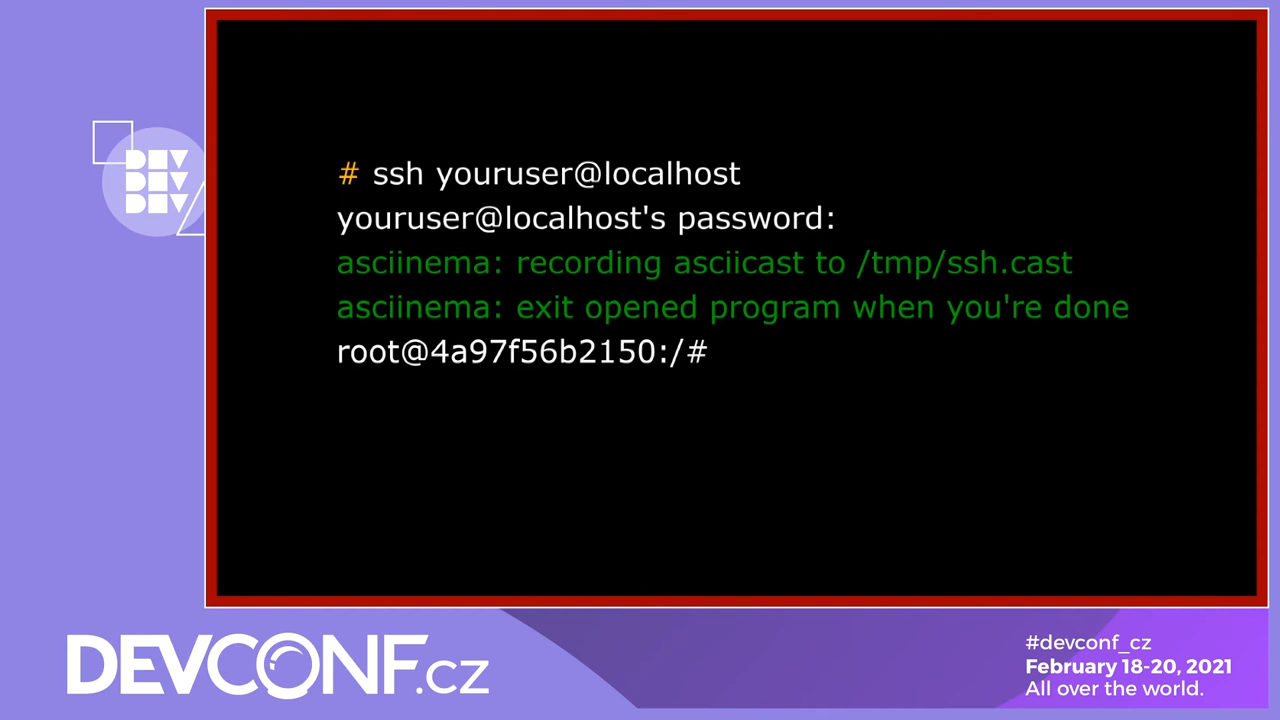 DEV
DEV
DEV
# ssh youruser@localhost
youruser@localhost's password:
asciinema: recording asciicast to /tmp/ssh.cast
asciinema: exit opened program when you're done
root@4a97f56b2150:/#
DEVCONF.cz
#devconf_cz
February 18-20, 2021
All over the world.